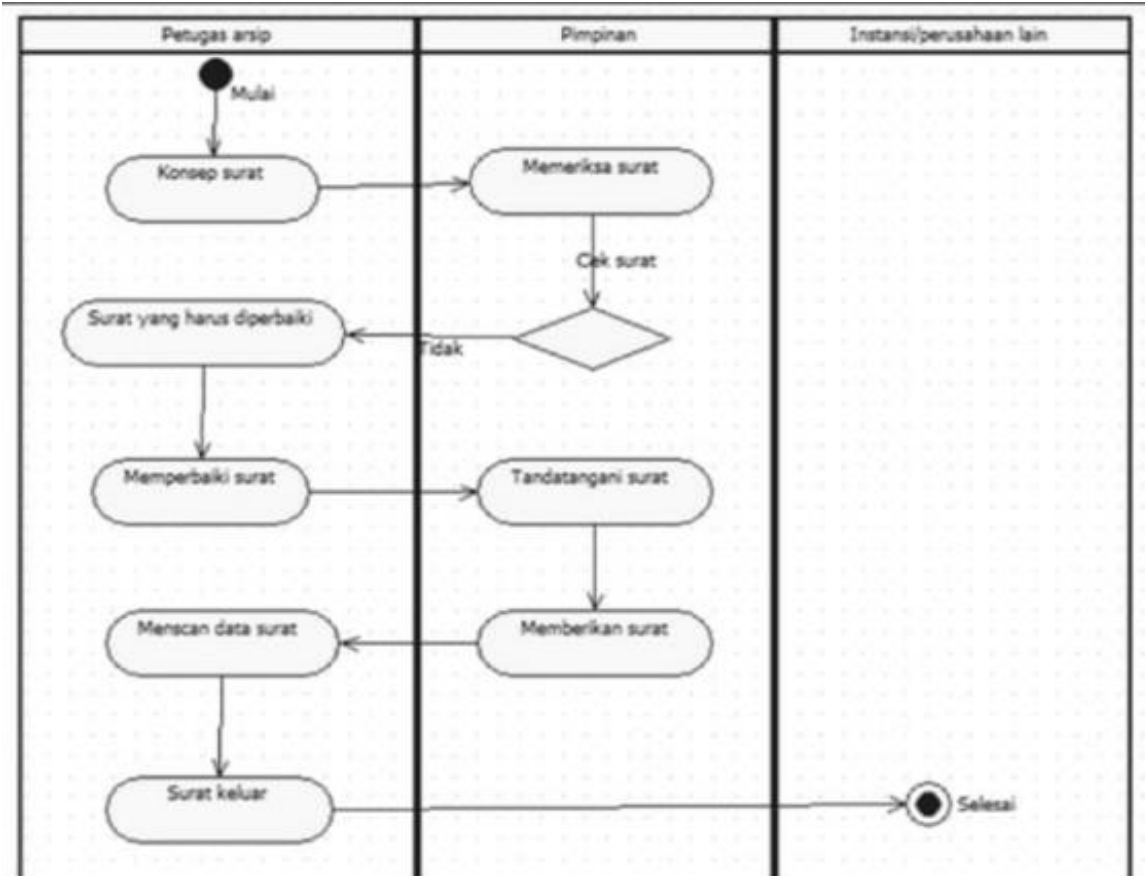 Petugas arsip
Pimpinan
Instansi/perusahaan lain
Mulai
Konsep surat
Memeriksa surat
Cek surat
Surat yang harus diperbaiki
Tidak
Memperbaiki surat
Tandatangani surat
Menscan data surat
Memberikan surat
Surat keluar
Selesai